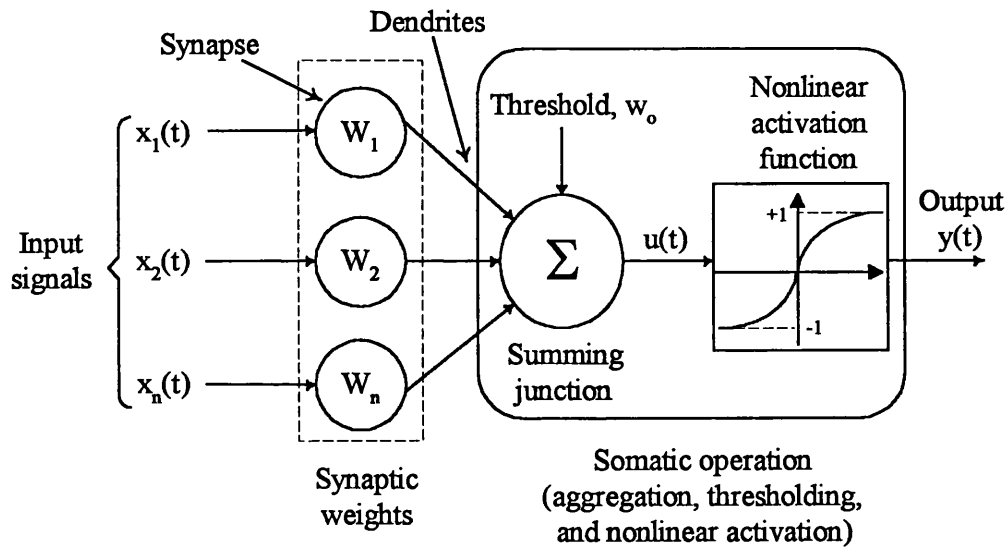 Dendrites
Synapse
Threshold, w₀
Nonlinear
activation
function
Input
signals
x₁(t)
x₂(t)
xₙ(t)
W₁
W₂
Wₙ
Σ
u(t)
+1
-1
Output
y(t)
Summing
junction
Synaptic
weights
Somatic operation
(aggregation, thresholding,
and nonlinear activation)